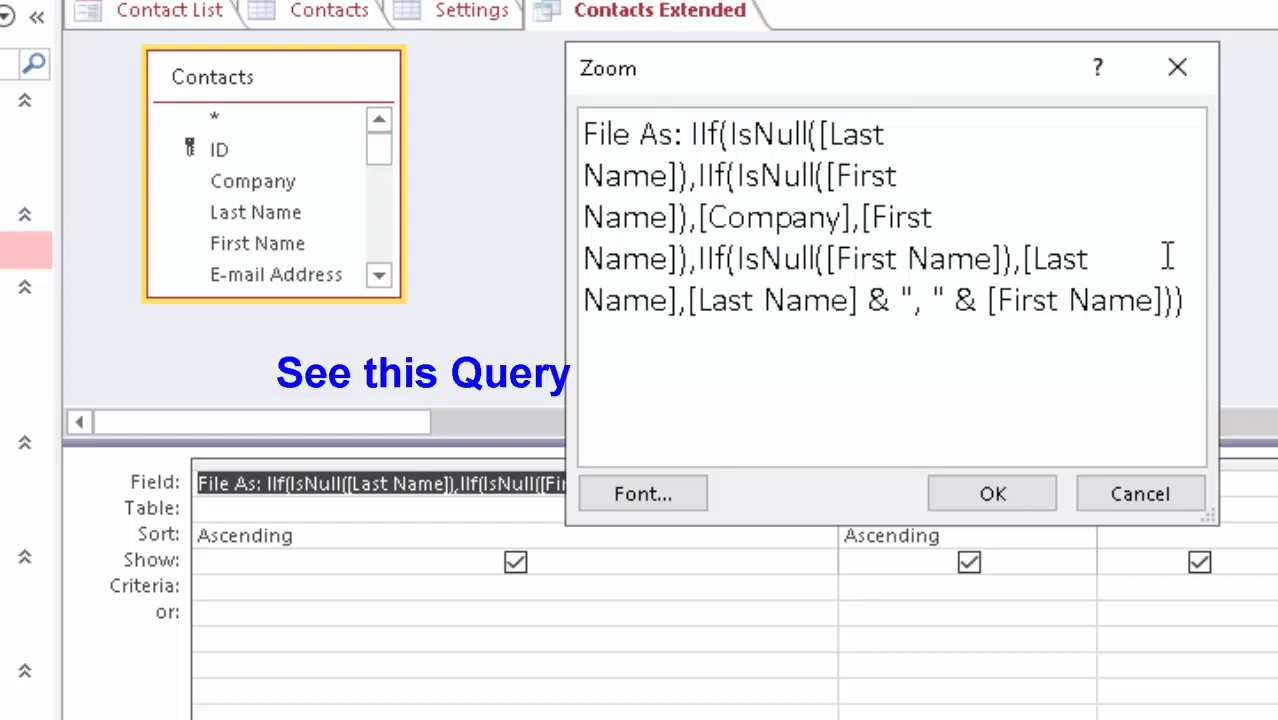 Contact List
Contacts
Settings
Contacts Extended
Contacts
*
ID
Company
Last Name
First Name
E-mail Address
Zoom
?
File As: IIf(IsNull([Last
Name]),IIf(IsNull([First
Name]),[Company],[First
Name]),IIf(IsNull([First Name]),[Last
Name],[Last Name] & ", " & [First Name]))
Font...
OK
Cancel
See this Query
Field: File As: IIf(IsNull([Last Name]),IIf(IsNull([Fir
Table:
Sort: Ascending Ascending
Show:
Criteria:
or: